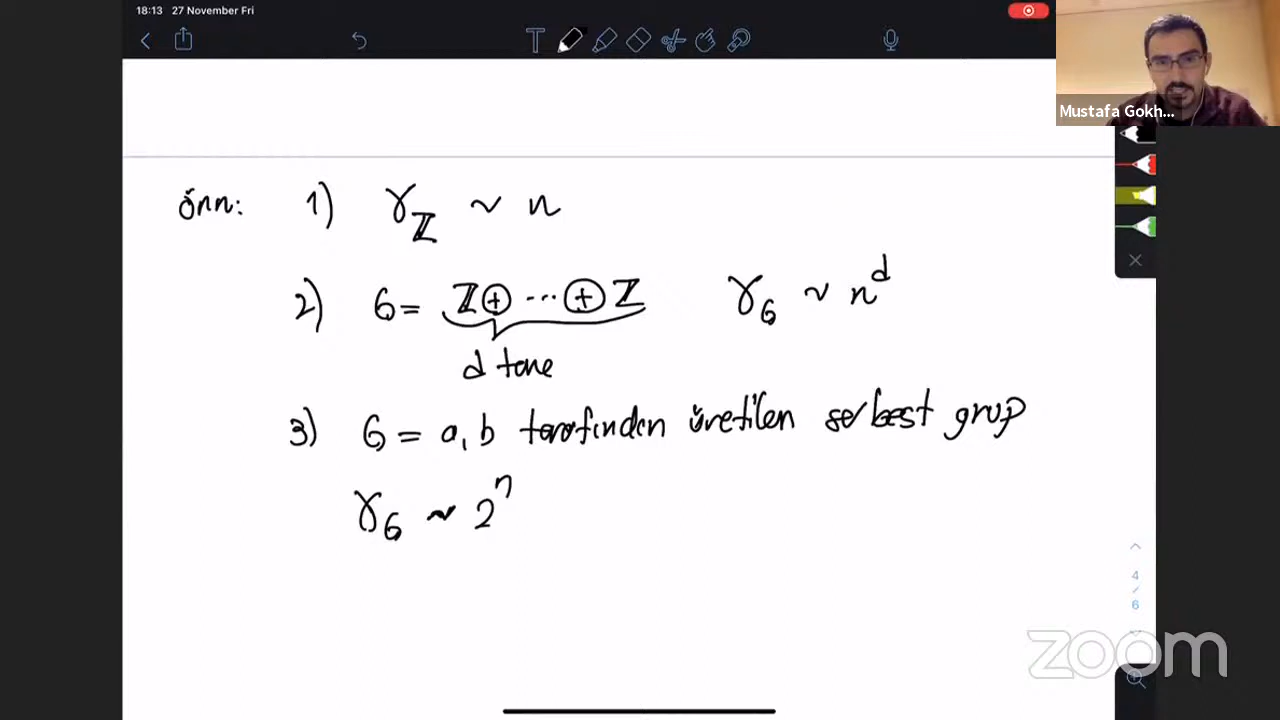 18:13 27 November Fri
Mustafa Gokh...
Örn: 1) γ_ℤ ~ n
2) G = ℤ⊕ ··· ⊕ℤ γ_G ~ n^d
d tane
3) G = a, b tarafından üretilen serbest grup
γ_G ~ 2^n
4
/
6
zoom